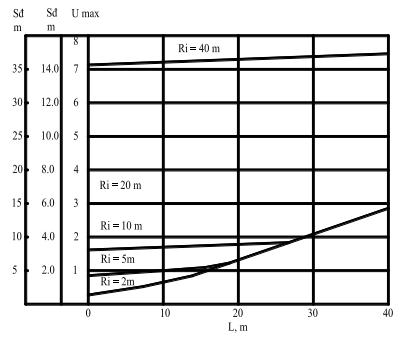 Sđ Sđ U max
m m
8
Ri = 40 m
35 14.0 7
30 12.0 6
25 10.0 5
20 8.0 4
Ri = 20 m
15 6.0 3
Ri = 10 m
10 4.0 2
Ri = 5m
5 2.0 1
Ri = 2m
0 10 20 30 40
L, m